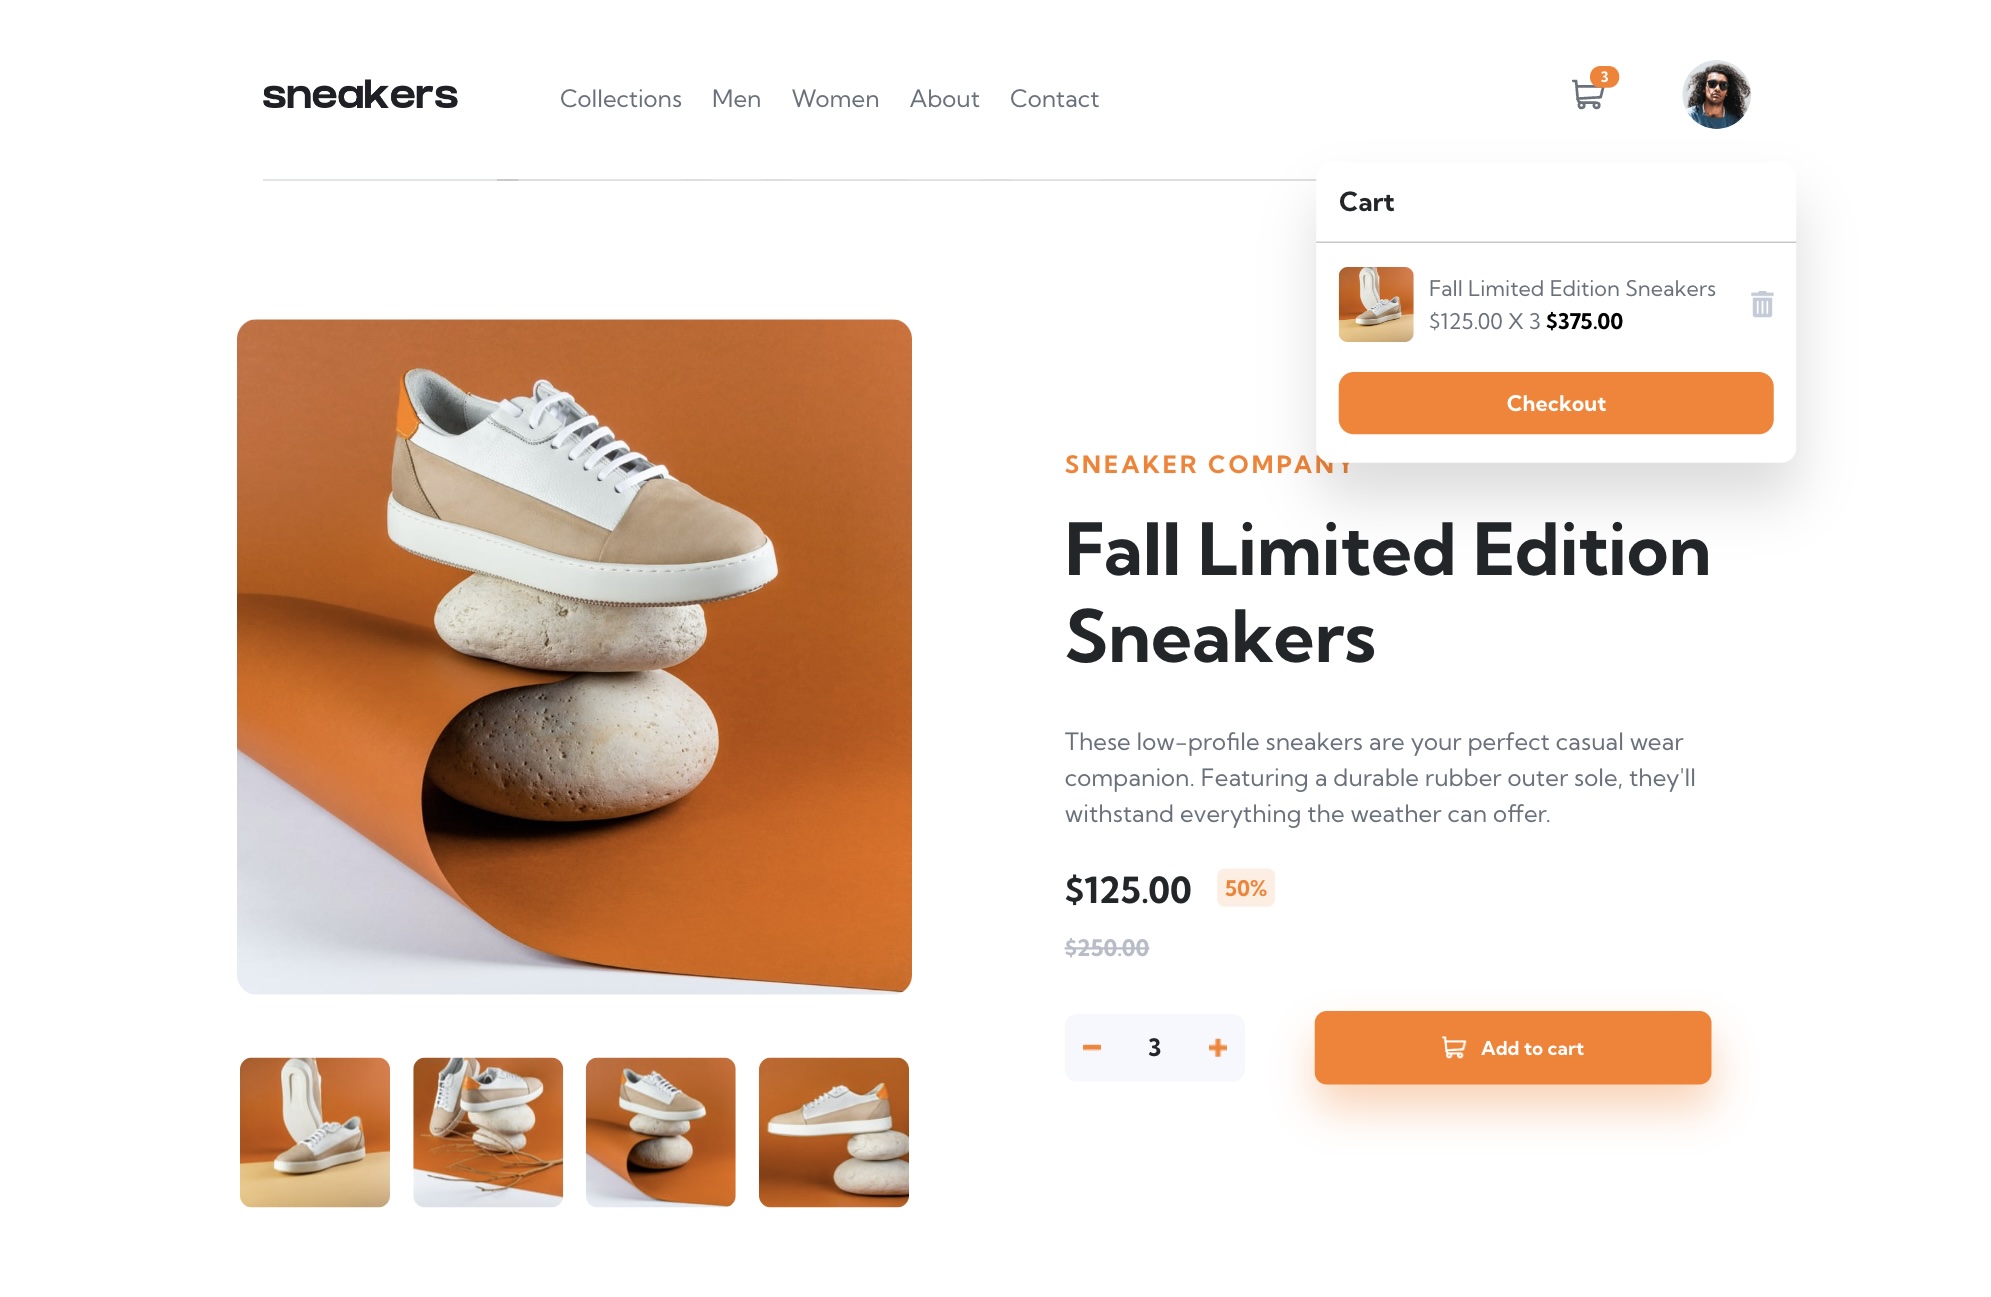 sneakers
Collections Men Women About Contact
3
Cart
Fall Limited Edition Sneakers
$125.00 X 3 $375.00
Checkout
SNEAKER COMPANY
Fall Limited Edition
Sneakers
These low-profile sneakers are your perfect casual wear
companion. Featuring a durable rubber outer sole, they'll
withstand everything the weather can offer.
$125.00 50%
$250.00
3
Add to cart